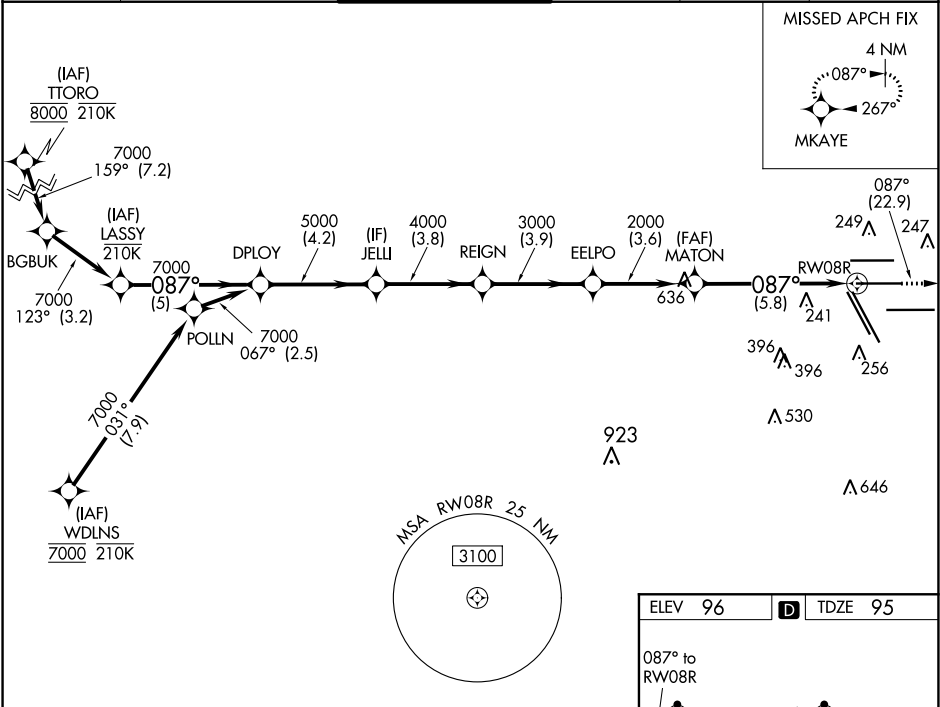 MISSED APCH FIX
4 NM
087°
267°
MKAYE
(IAF)
TTORO
8000 210K
7000
159° (7.2)
BGBUK
7000
123° (3.2)
(IAF)
LASSY
210K
7000
087°
(5)
DPLOY
5000
(4.2)
(IF)
JELLI
4000
(3.8)
REIGN
3000
(3.9)
EELPO
2000
(3.6)
(FAF)
MATON
636
087°
(5.8)
RW08R
087°
(22.9)
249
247
241
POLLN
7000
067° (2.5)
396
396
256
530
923
646
7000
031°
(7.9)
(IAF)
WDLNS
7000 210K
MSA RW08R 25 NM
3100
ELEV 96
D
TDZE 95
087° to
RW08R